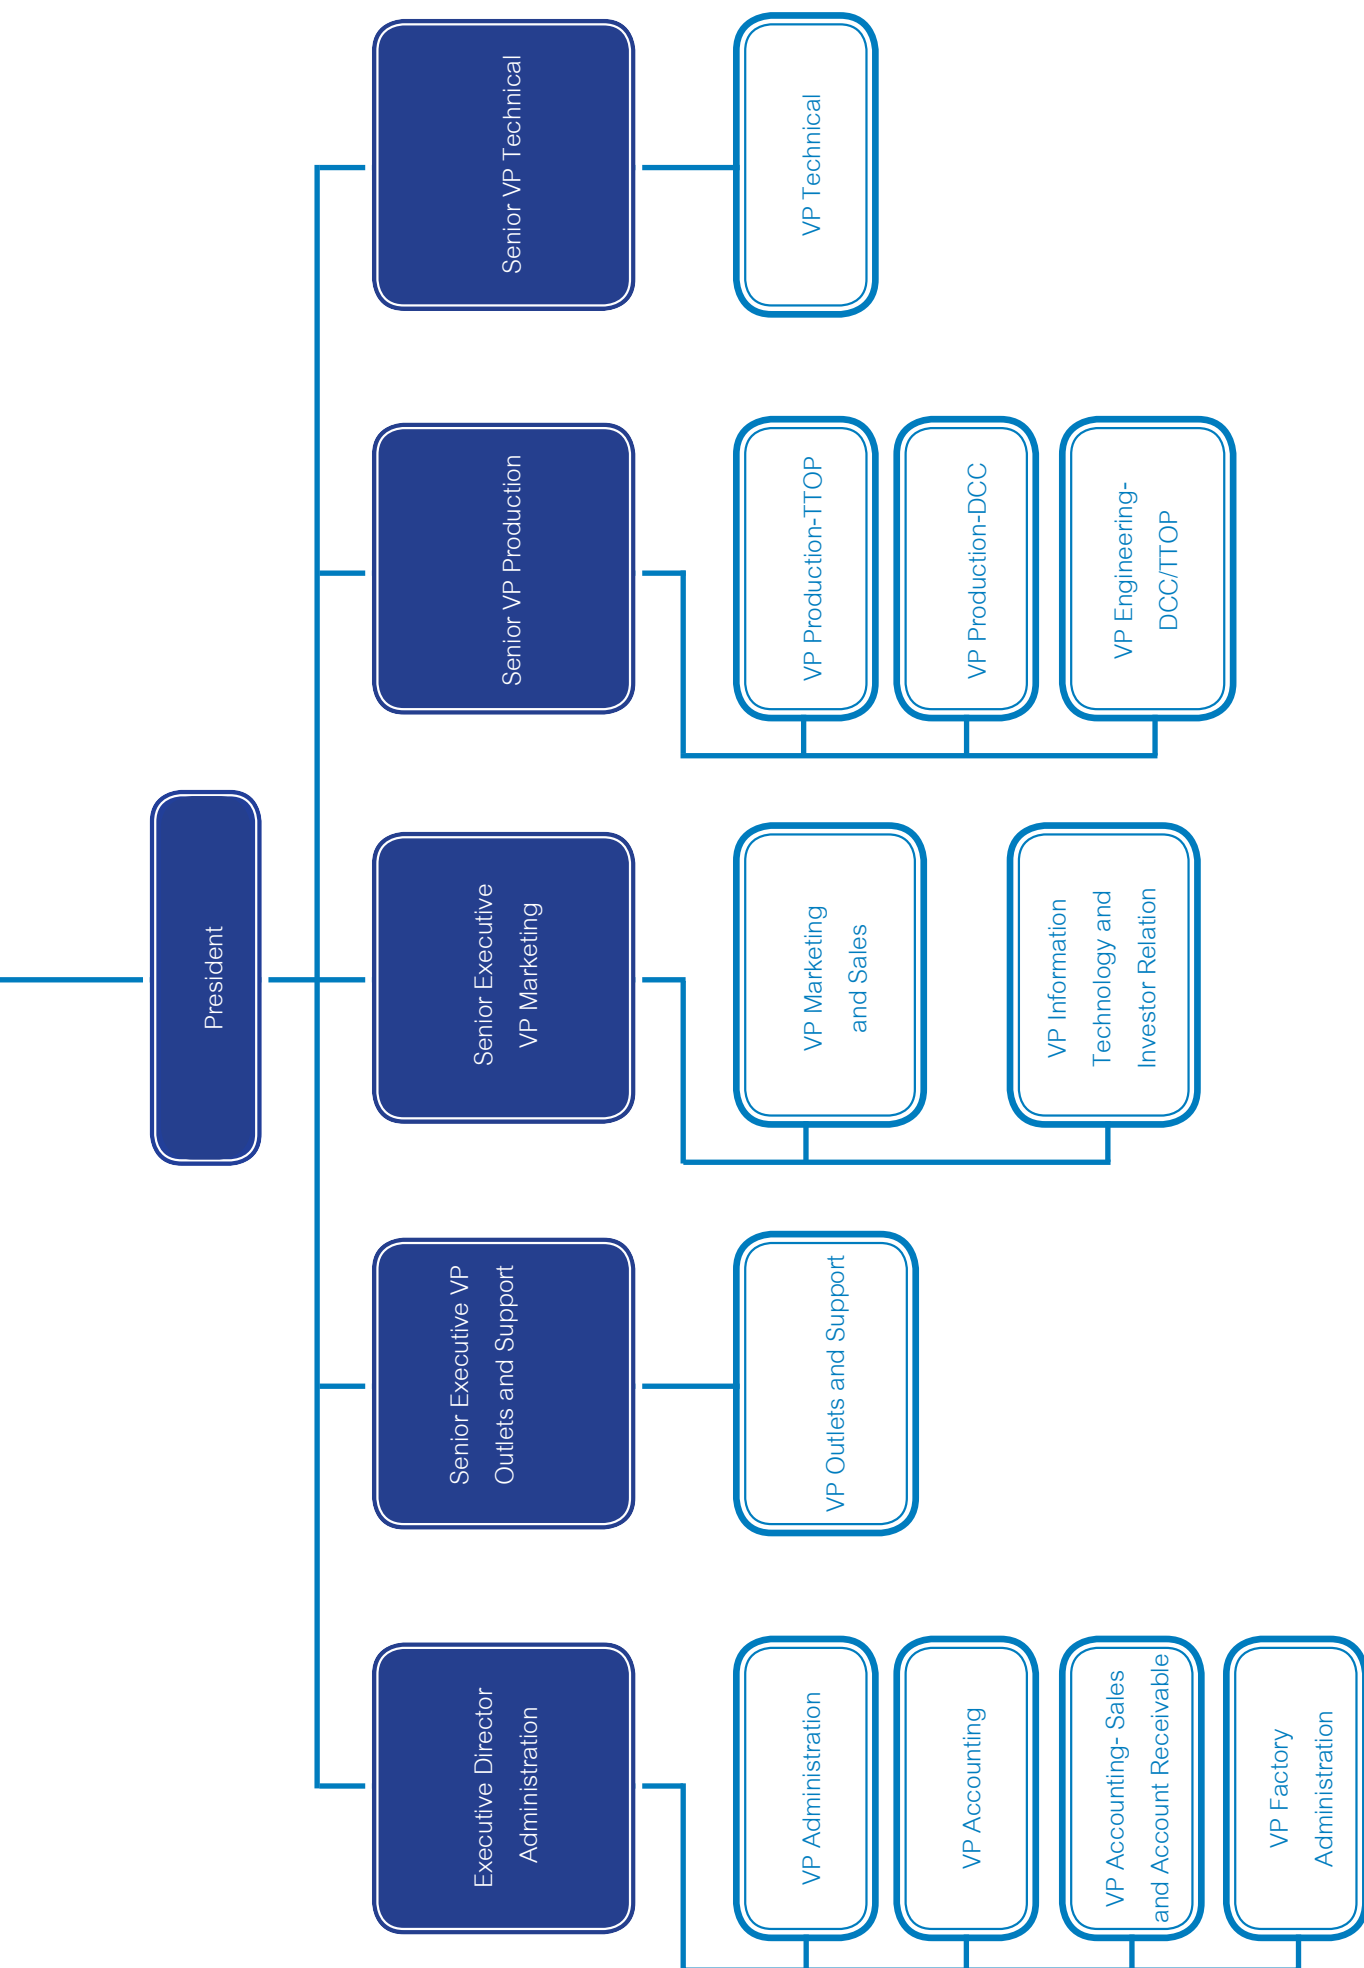 President
Executive Director
Administration
Senior Executive VP
Outlets and Support
Senior Executive
VP Marketing
Senior VP Production
Senior VP Technical
VP Administration
VP Accounting
VP Accounting- Sales
and Account Receivable
VP Factory
Administration
VP Outlets and Support
VP Marketing
and Sales
VP Information
Technology and
Investor Relation
VP Production-TTOP
VP Production-DCC
VP Engineering-
DCC/TTOP
VP Technical